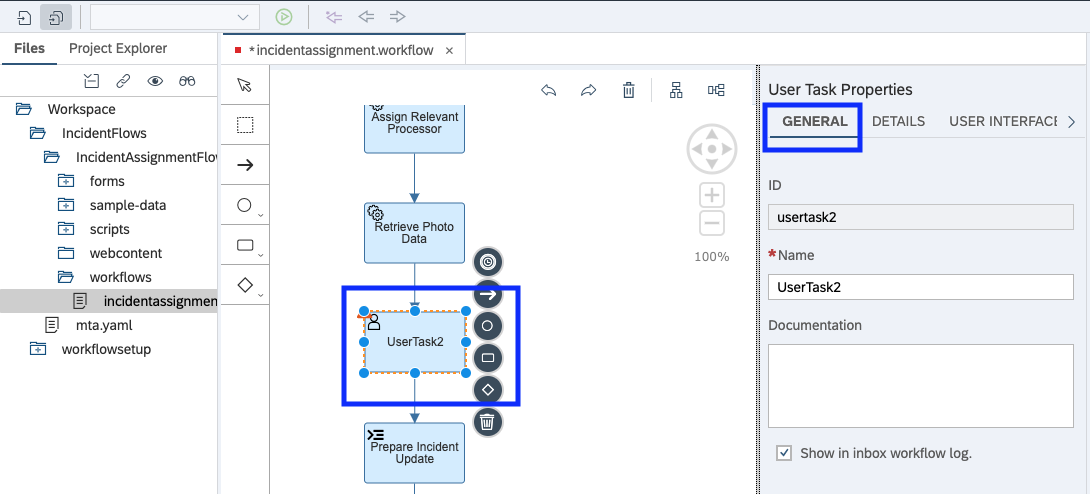 Files
Project Explorer
*incidentassignment.workflow ×
Workspace
IncidentFlows
IncidentAssignmentFlow
forms
sample-data
scripts
webcontent
workflows
incidentassignmen
mta.yaml
workflowsetup
Assign Relevant
Processor
Retrieve Photo
Data
UserTask2
Prepare Incident
Update
100%
User Task Properties
GENERAL
DETAILS
USER INTERFACE
ID
usertask2
*Name
UserTask2
Documentation
Show in inbox workflow log.